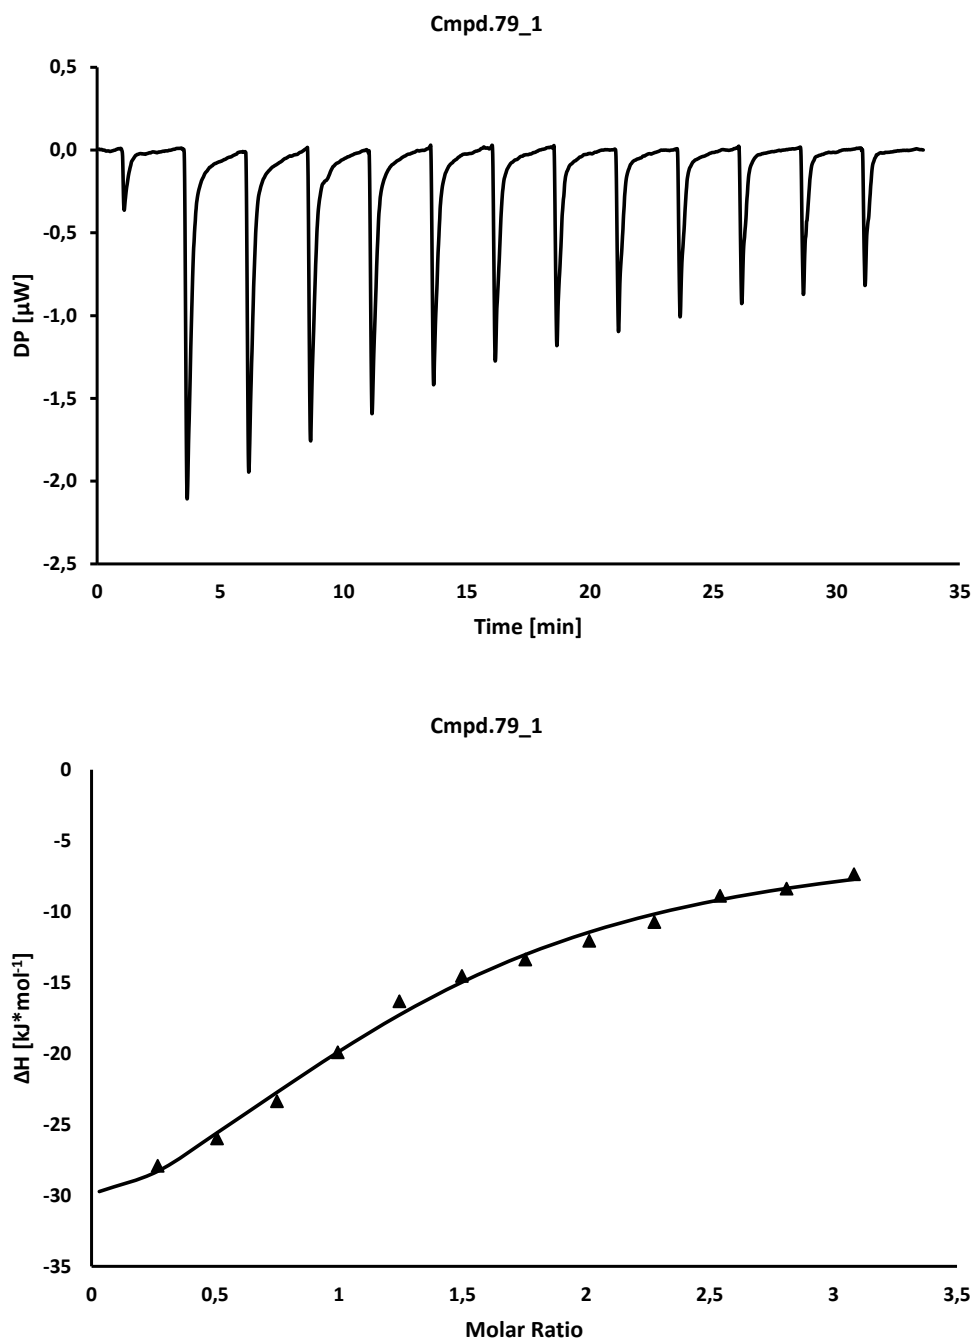 Cmpd.79_1
0,5
0,0
-0,5
-1,0
-1,5
-2,0
-2,5
DP [µW]
0 5 10 15 20 25 30 35
Time [min]
Cmpd.79_1
0
-5
-10
-15
-20
-25
-30
-35
ΔH [kJ*mol⁻¹]
0 0,5 1 1,5 2 2,5 3 3,5
Molar Ratio